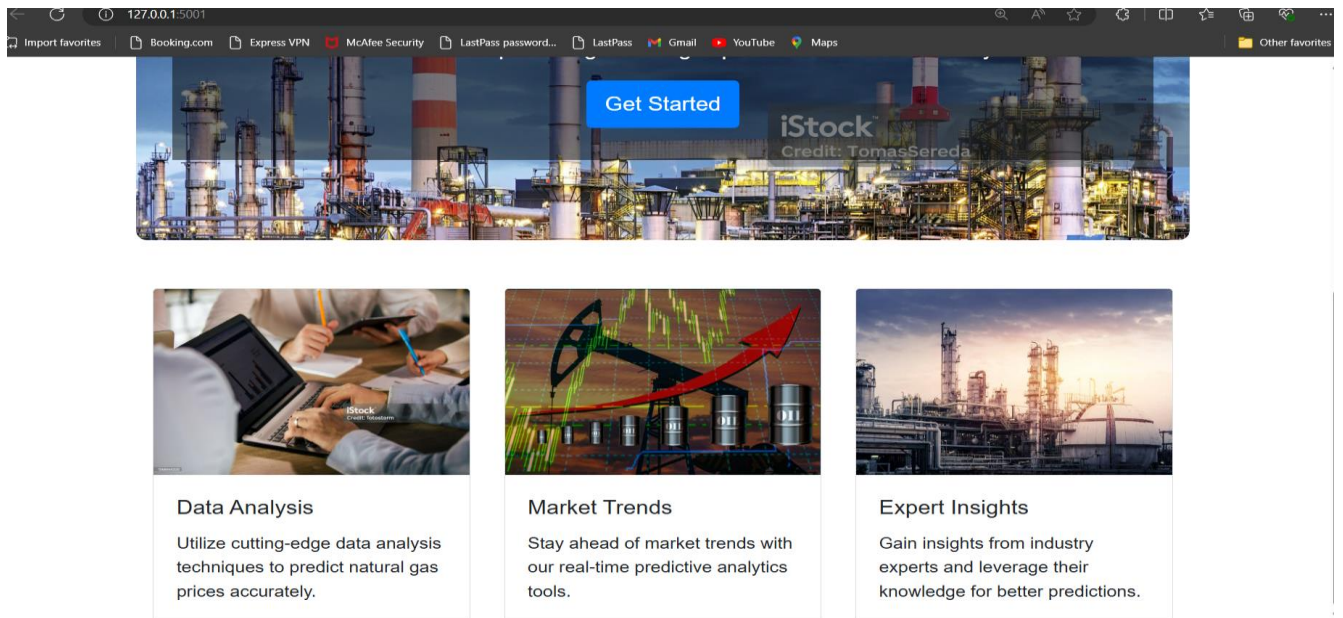 127.0.0.1:5001
Import favorites Booking.com Express VPN McAfee Security LastPass password... LastPass Gmail YouTube Maps Other favorites
Get Started
iStock™
Credit: TomasSereda
iStock
OIL OIL OIL OIL
Data Analysis Market Trends Expert Insights
Utilize cutting-edge data analysis Stay ahead of market trends with Gain insights from industry
techniques to predict natural gas our real-time predictive analytics experts and leverage their
prices accurately. tools. knowledge for better predictions.